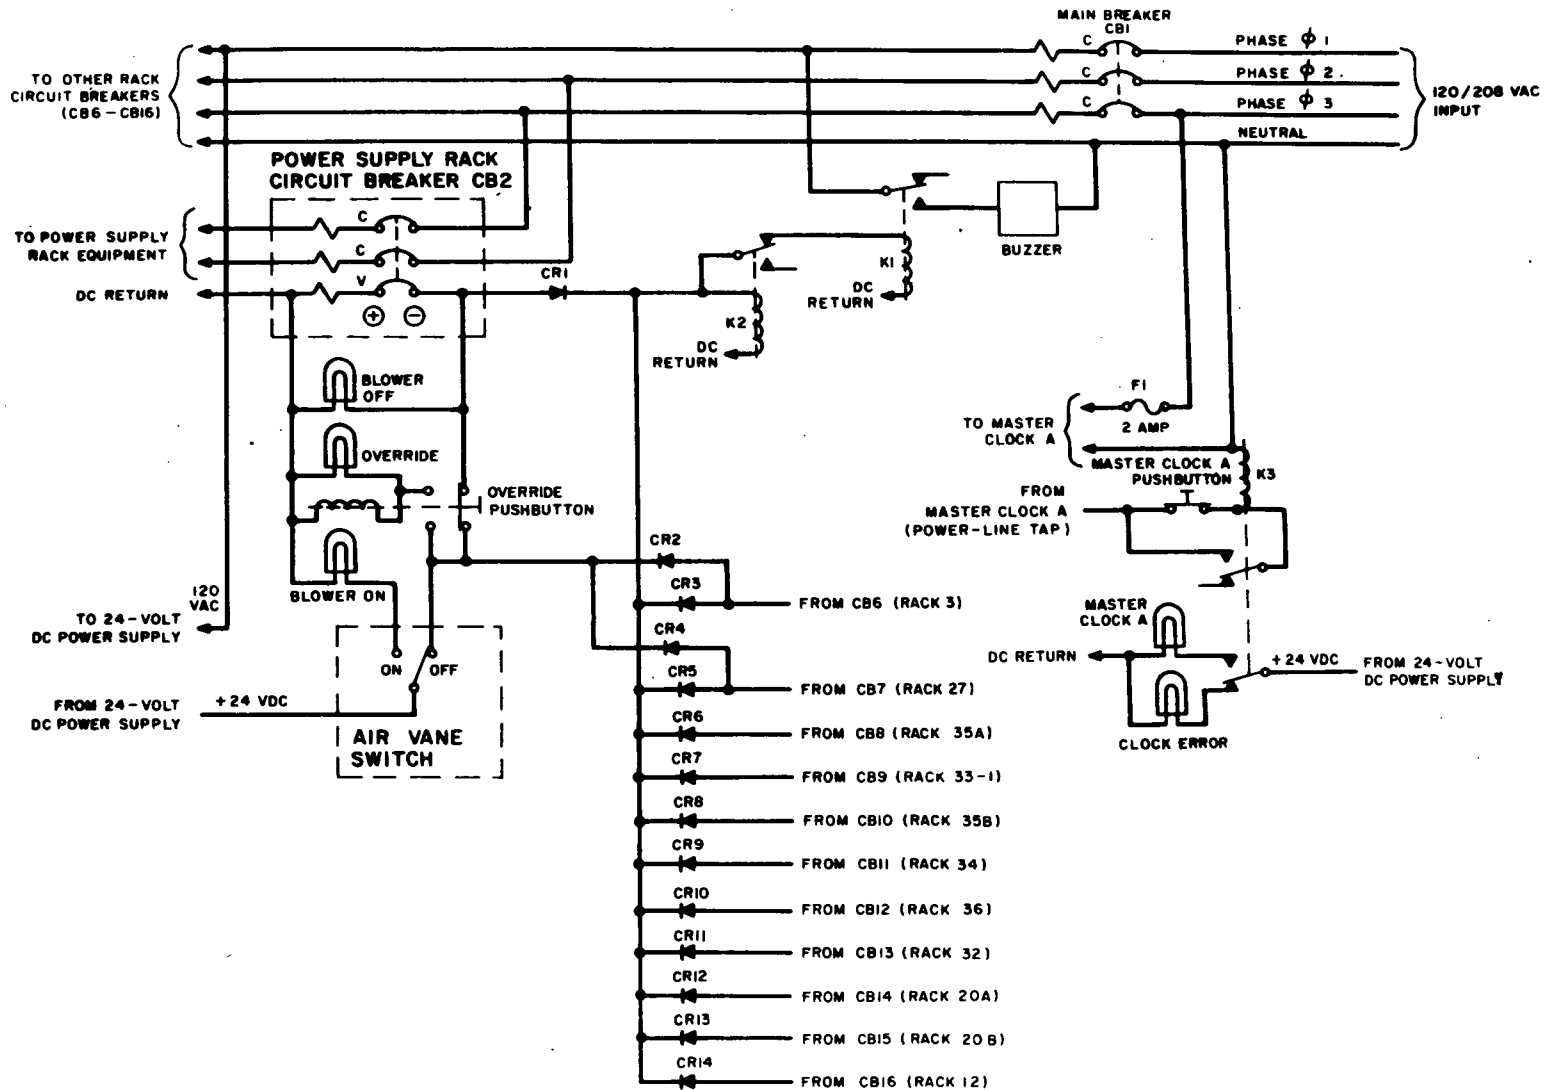 MAIN BREAKER
CB1
C
PHASE ϕ 1
C
PHASE ϕ 2
C
PHASE ϕ 3
NEUTRAL
120/208 VAC
INPUT
TO OTHER RACK
CIRCUIT BREAKERS
(CB6-CB16)
POWER SUPPLY RACK
CIRCUIT BREAKER CB2
C
C
V
+ −
TO POWER SUPPLY
RACK EQUIPMENT
DC RETURN
CR1
K2
DC
RETURN
K1
DC
RETURN
BUZZER
BLOWER
OFF
OVERRIDE
OVERRIDE
PUSHBUTTON
BLOWER ON
F1
2 AMP
TO MASTER
CLOCK A
MASTER CLOCK A
PUSHBUTTON
K3
FROM
MASTER CLOCK A
(POWER-LINE TAP)
120
VAC
TO 24-VOLT
DC POWER SUPPLY
ON
OFF
FROM 24-VOLT
DC POWER SUPPLY
+24 VDC
AIR VANE
SWITCH
MASTER
CLOCK A
DC RETURN
+24 VDC
FROM 24-VOLT
DC POWER SUPPLY
CLOCK ERROR
CR2
CR3
FROM CB6 (RACK 3)
CR4
CR5
FROM CB7 (RACK 27)
CR6
FROM CB8 (RACK 35A)
CR7
FROM CB9 (RACK 33-1)
CR8
FROM CB10 (RACK 35B)
CR9
FROM CB11 (RACK 34)
CR10
FROM CB12 (RACK 36)
CR11
FROM CB13 (RACK 32)
CR12
FROM CB14 (RACK 20A)
CR13
FROM CB15 (RACK 20B)
CR14
FROM CB16 (RACK 12)